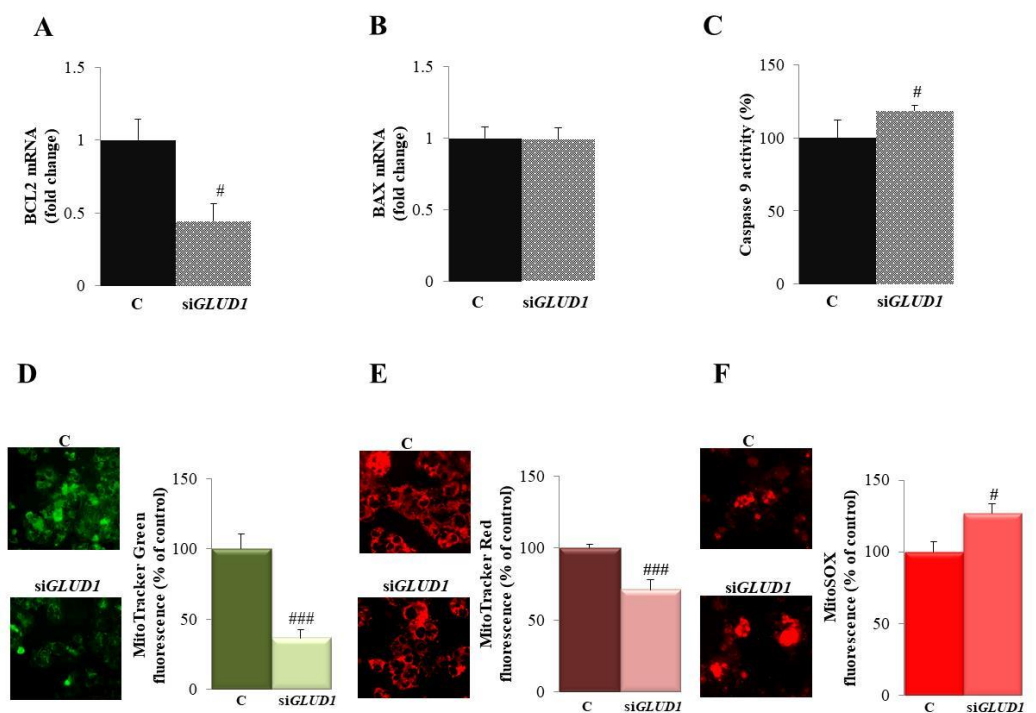 A
BCL2 mRNA
(fold change)
1.5
1
0.5
0
#
C
siGLUD1
B
BAX mRNA
(fold change)
1.5
1
0.5
0
C
siGLUD1
C
Caspase 9 activity (%)
150
100
50
0
#
C
siGLUD1
D
C
siGLUD1
MitoTracker Green
fluorescence (% of control)
150
100
50
0
###
C
siGLUD1
E
C
siGLUD1
MitoTracker Red
fluorescence (% of control)
150
100
50
0
###
C
siGLUD1
F
C
siGLUD1
MitoSOX
fluorescence (% of control)
150
100
50
0
#
C
siGLUD1